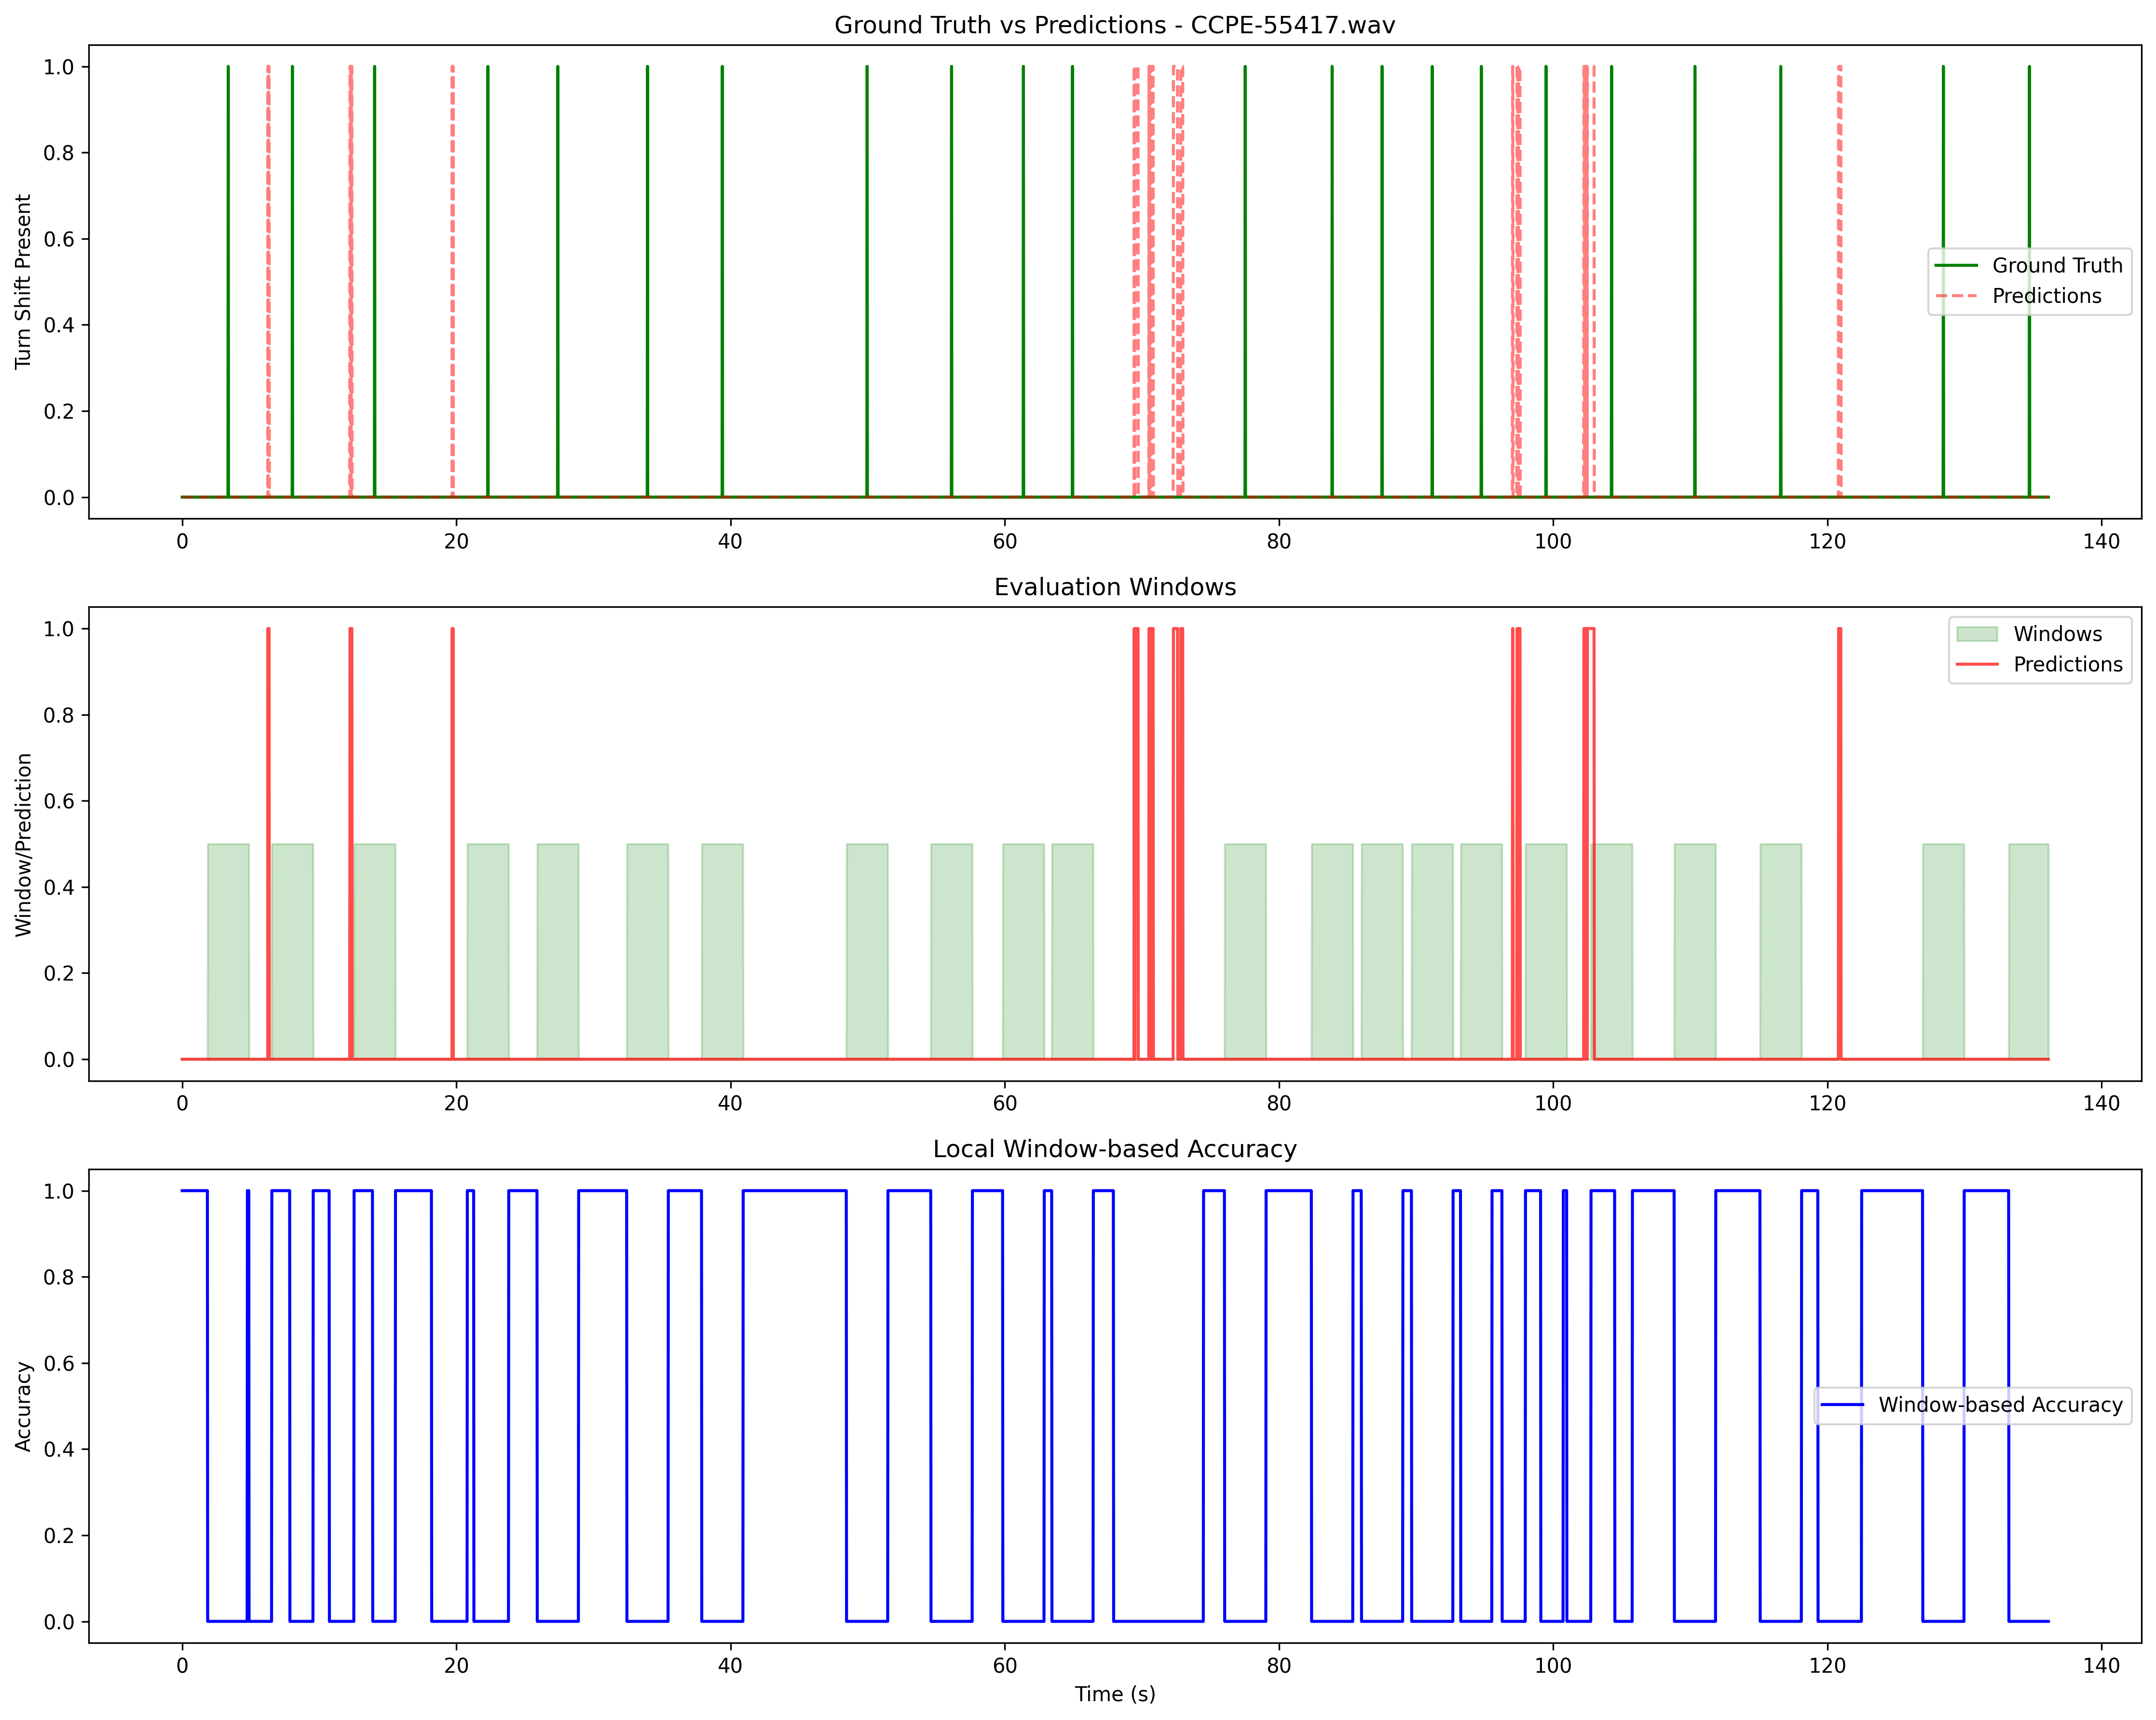 Ground Truth vs Predictions - CCPE-55417.wav
1.0
0.8
0.6
0.4
0.2
0.0
Turn Shift Present
Ground Truth
Predictions
0 20 40 60 80 100 120 140
Evaluation Windows
1.0
0.8
0.6
0.4
0.2
0.0
Window/Prediction
Windows
Predictions
0 20 40 60 80 100 120 140
Local Window-based Accuracy
1.0
0.8
0.6
0.4
0.2
0.0
Accuracy
Window-based Accuracy
0 20 40 60 80 100 120 140
Time (s)